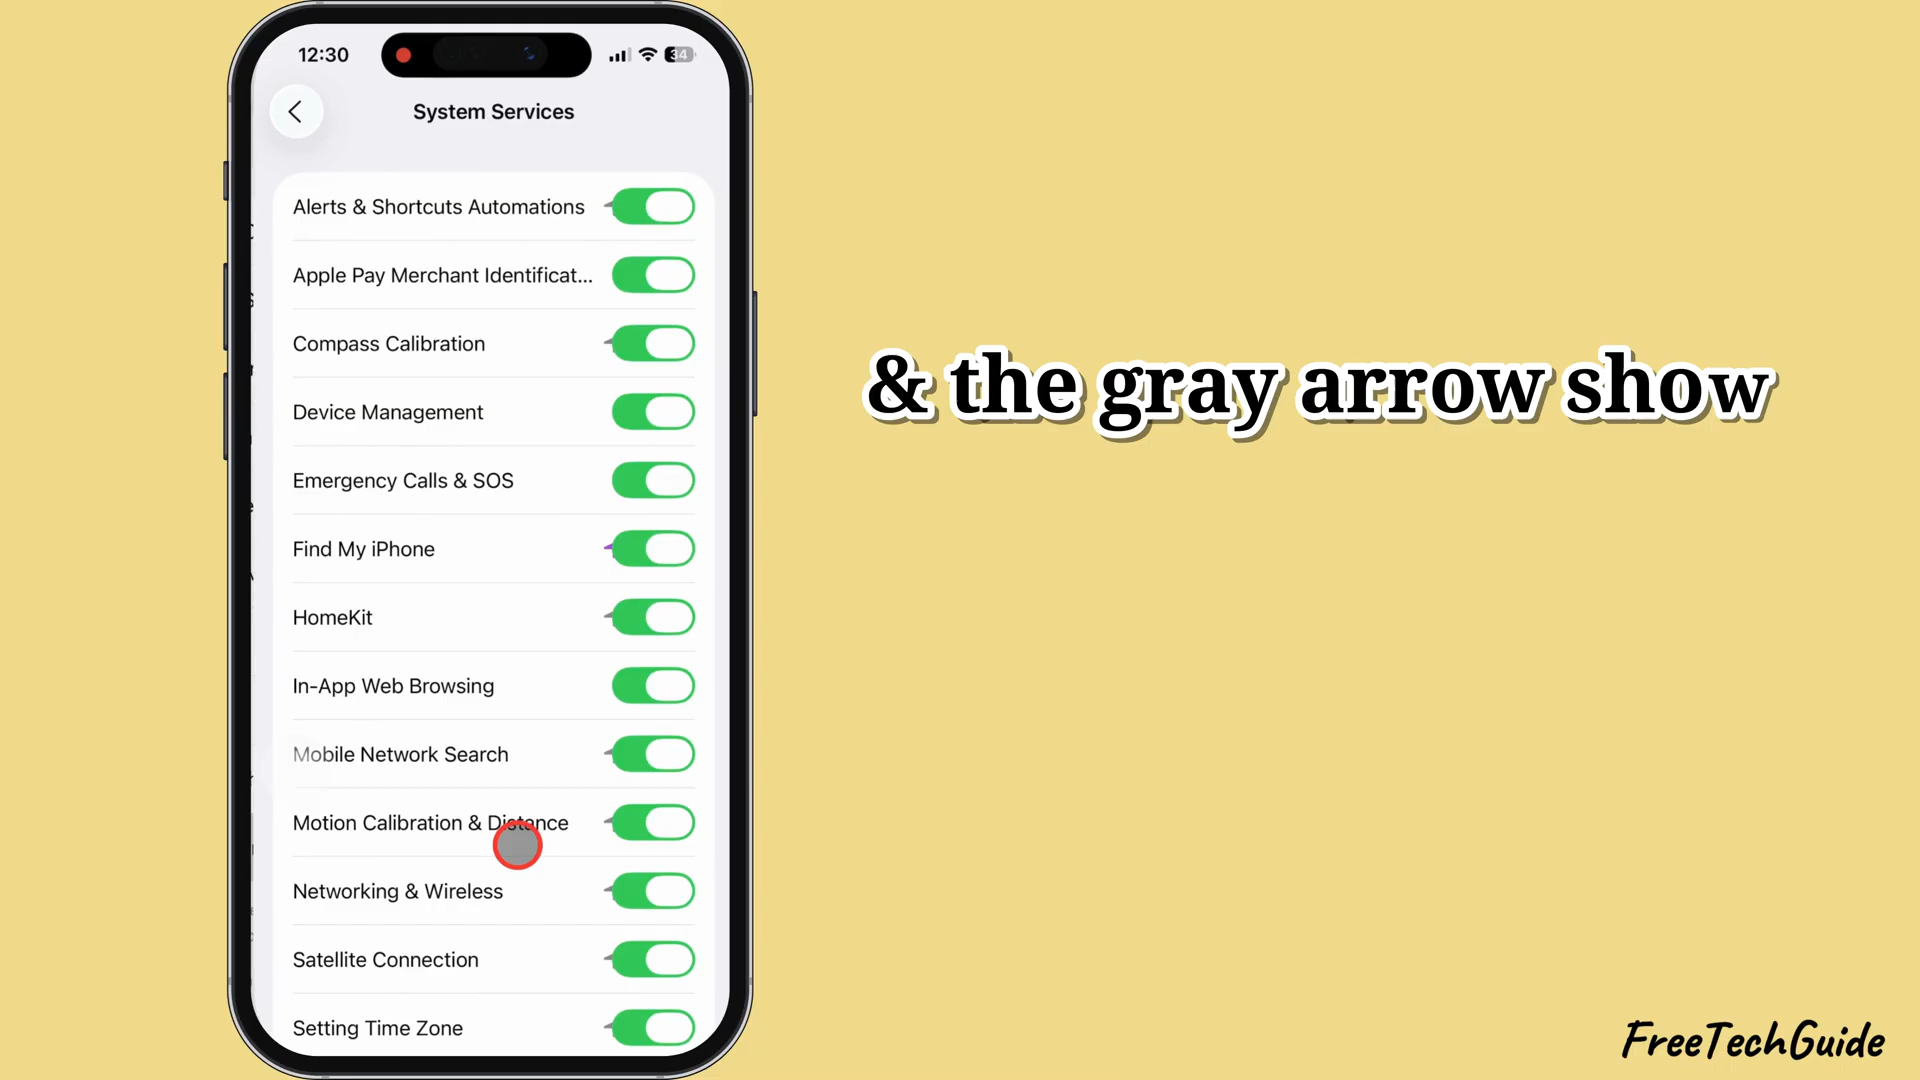 12:30
34
System Services
Alerts & Shortcuts Automations
Apple Pay Merchant Identificat...
Compass Calibration
Device Management
Emergency Calls & SOS
Find My iPhone
HomeKit
In-App Web Browsing
Mobile Network Search
Motion Calibration & Distance
Networking & Wireless
Satellite Connection
Setting Time Zone
& the gray arrow show
FreeTechGuide